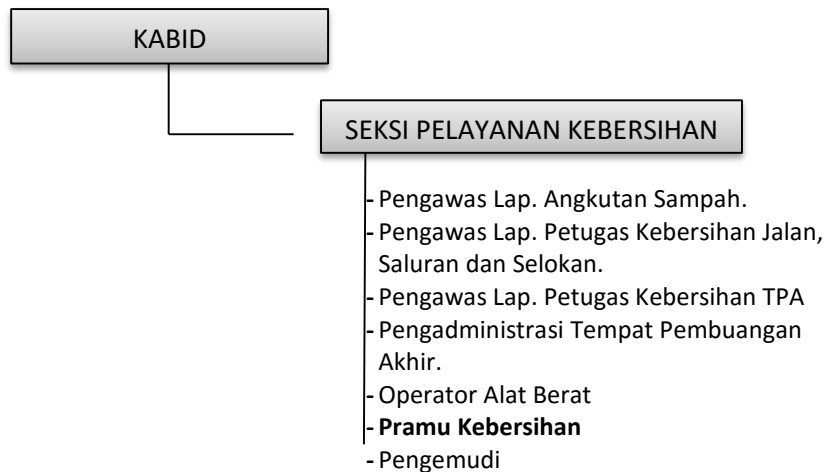 KABID
SEKSI PELAYANAN KEBERSIHAN
- Pengawas Lap. Angkutan Sampah.
- Pengawas Lap. Petugas Kebersihan Jalan,
Saluran dan Selokan.
- Pengawas Lap. Petugas Kebersihan TPA
- Pengadministrasi Tempat Pembuangan
Akhir.
- Operator Alat Berat
- Pramu Kebersihan
- Pengemudi